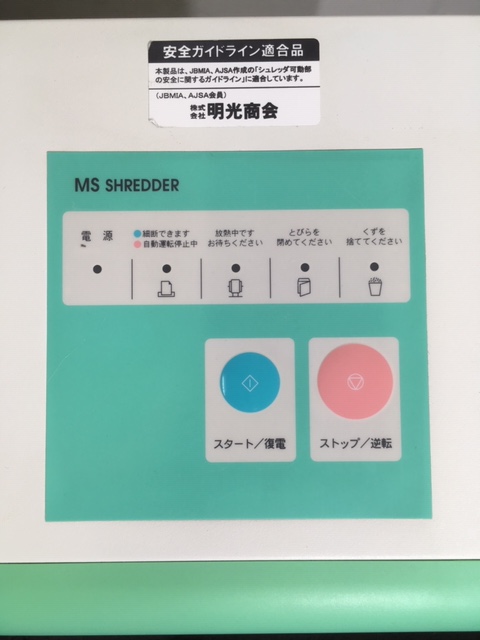 安全ガイドライン適合品
本製品は、JBMIA、AJSA作成の「シュレッダ可動部
の安全に関するガイドライン」に適合しています。
(JBMIA、AJSA会員)
株式会社 明光商会
MS SHREDDER
電 源
細断できます
自動運転停止中
放熱中です
お待ちください
とびらを
閉めてください
くずを
捨ててください
スタート/復電
ストップ/逆転